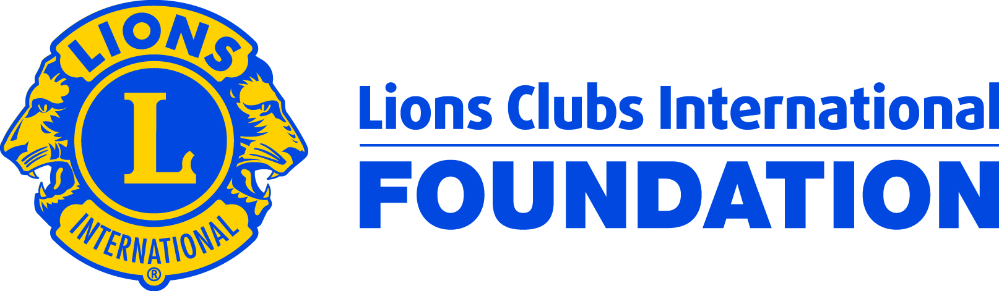 LIONS
L
INTERNATIONAL
®
Lions Clubs International
FOUNDATION